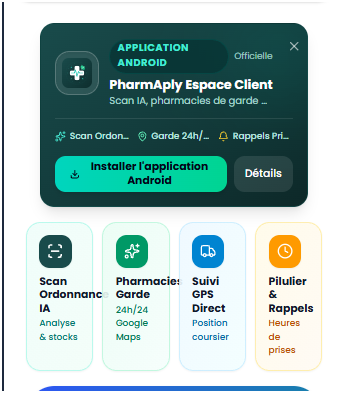 APPLICATION
ANDROID
Officielle
PharmAply Espace Client
Scan IA, pharmacies de garde ...
Scan Ordon...
Garde 24h/...
Rappels Pri...
Installer l'application
Android
Détails
Scan
Ordonnance
IA
Analyse
& stocks
Pharmacies
Garde
24h/24
Google
Maps
Suivi
GPS
Direct
Position
coursier
Pilulier
&
Rappels
Heures
de
prises